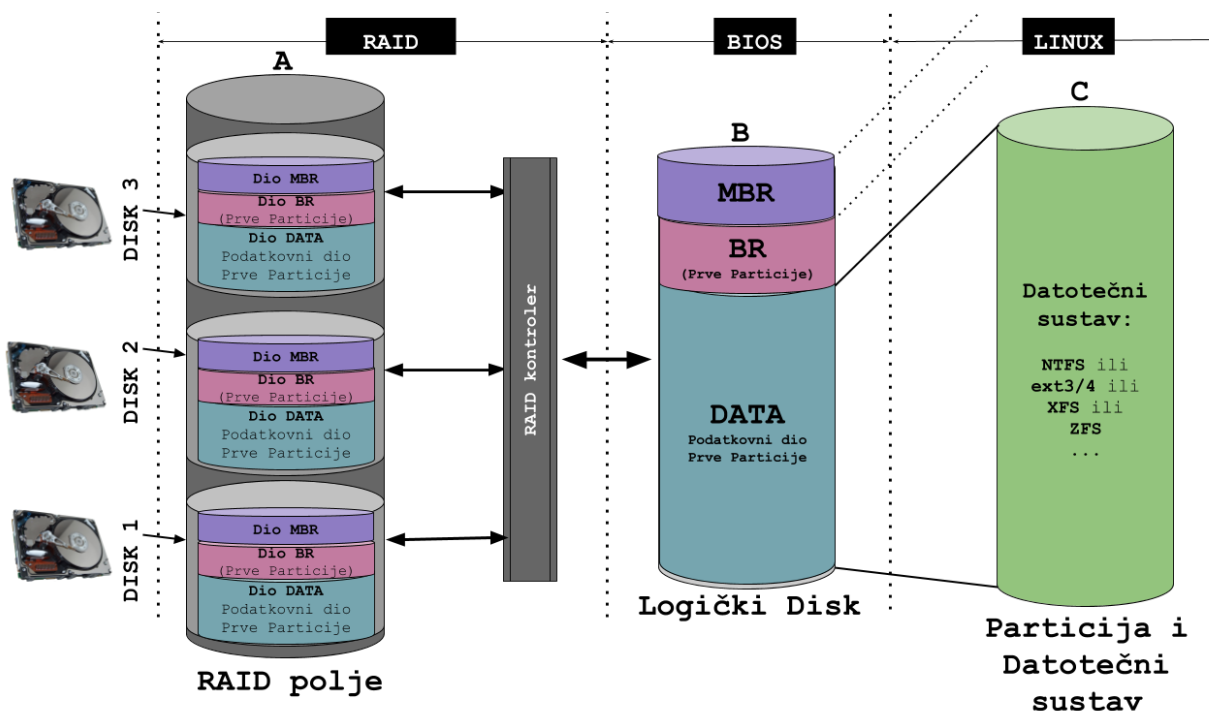 RAID
BIOS
LINUX
A
DISK 3
Dio MBR
Dio BR
(Prve Particije)
Dio DATA
Podatkovni dio
Prve Particije
DISK 2
Dio MBR
Dio BR
(Prve Particije)
Dio DATA
Podatkovni dio
Prve Particije
DISK 1
Dio MBR
Dio BR
(Prve Particije)
Dio DATA
Podatkovni dio
Prve Particije
RAID polje
RAID kontroler
B
MBR
BR
(Prve Particije)
DATA
Podatkovni dio
Prve Particije
Logički Disk
C
Datotečni
sustav:
NTFS ili
ext3/4 ili
XFS ili
ZFS
...
Particija i
Datotečni
sustav